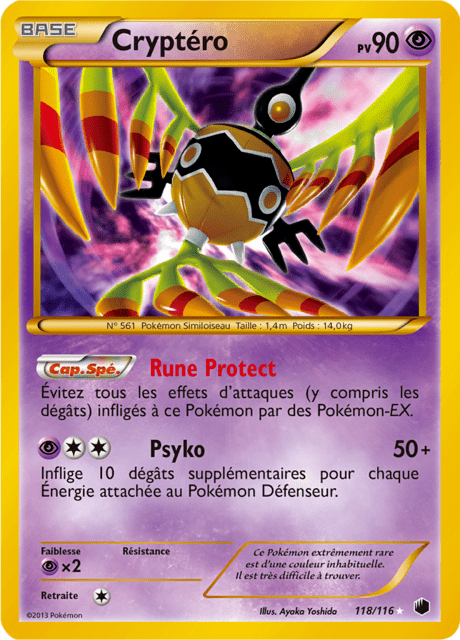 BASE
Cryptéro
PV 90
N° 561 Pokémon Similoiseau Taille : 1,4m Poids : 14,0kg
Cap. Spé.
Rune Protect
Évitez tous les effets d'attaques (y compris les
dégâts) infligés à ce Pokémon par des Pokémon-EX.
Psyko 50+
Inflige 10 dégâts supplémentaires pour chaque
Énergie attachée au Pokémon Défenseur.
Faiblesse
×2
Résistance
Retraite
Ce Pokémon extrêmement rare
est d'une couleur inhabituelle.
Il est très difficile à trouver.
©2013 Pokémon
Illus. Ayaka Yoshida
118/116